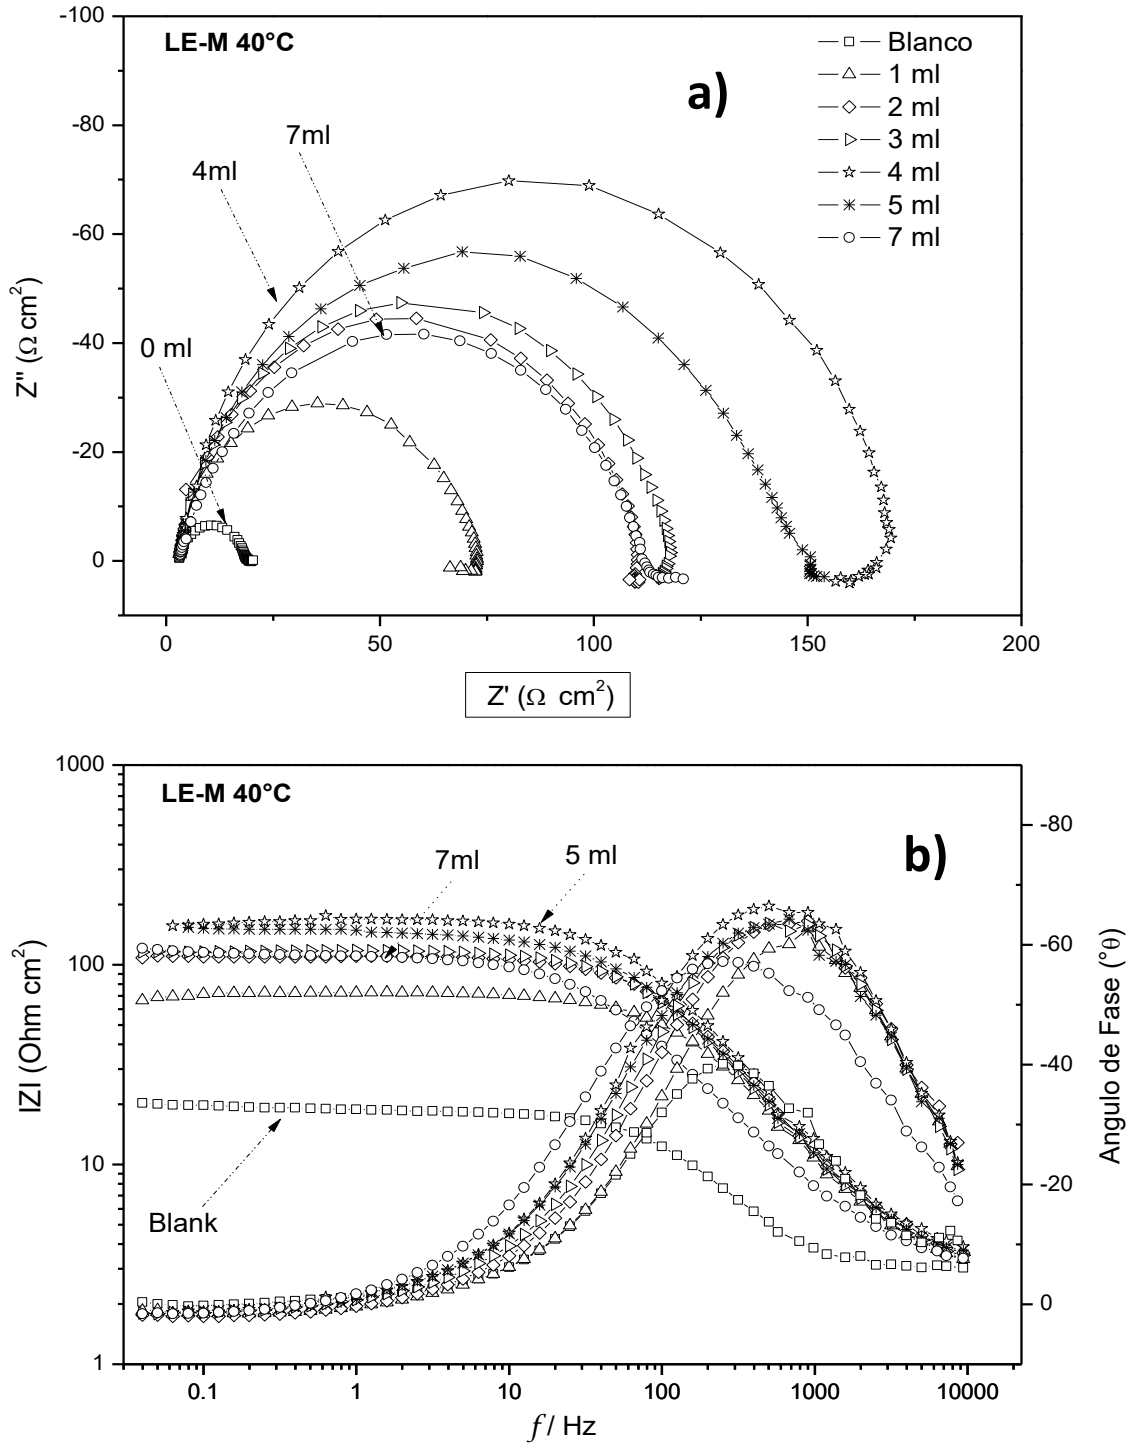 -100
LE-M 40°C
a)
Blanco
1 ml
2 ml
3 ml
4 ml
5 ml
7 ml
-80
7ml
4ml
-60
Z" (Ω cm²)
-40
0 ml
-20
0
0
50
100
150
200
Z' (Ω cm²)
1000
LE-M 40°C
b)
-80
7ml
5 ml
-60
100
IZI (Ohm cm²)
-40
Angulo de Fase (°θ)
10
-20
Blank
0
1
0.1
1
10
100
1000
10000
f / Hz